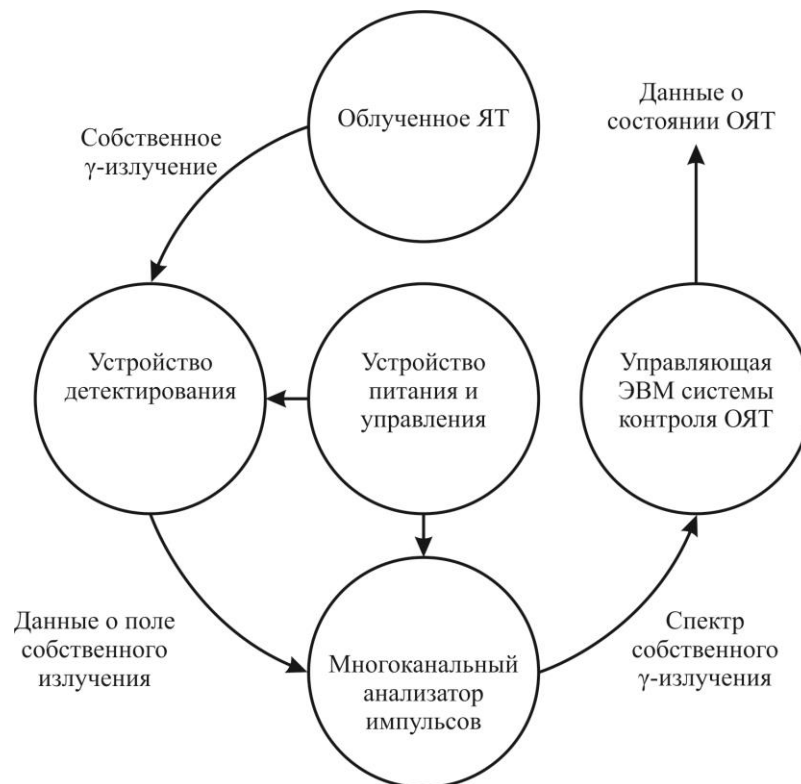 Облученное ЯТ
Данные о
состоянии ОЯТ
Собственное
γ-излучение
Устройство
детектирования
Устройство
питания и
управления
Управляющая
ЭВМ системы
контроля ОЯТ
Данные о поле
собственного
излучения
Многоканальный
анализатор
импульсов
Спектр
собственного
γ-излучения